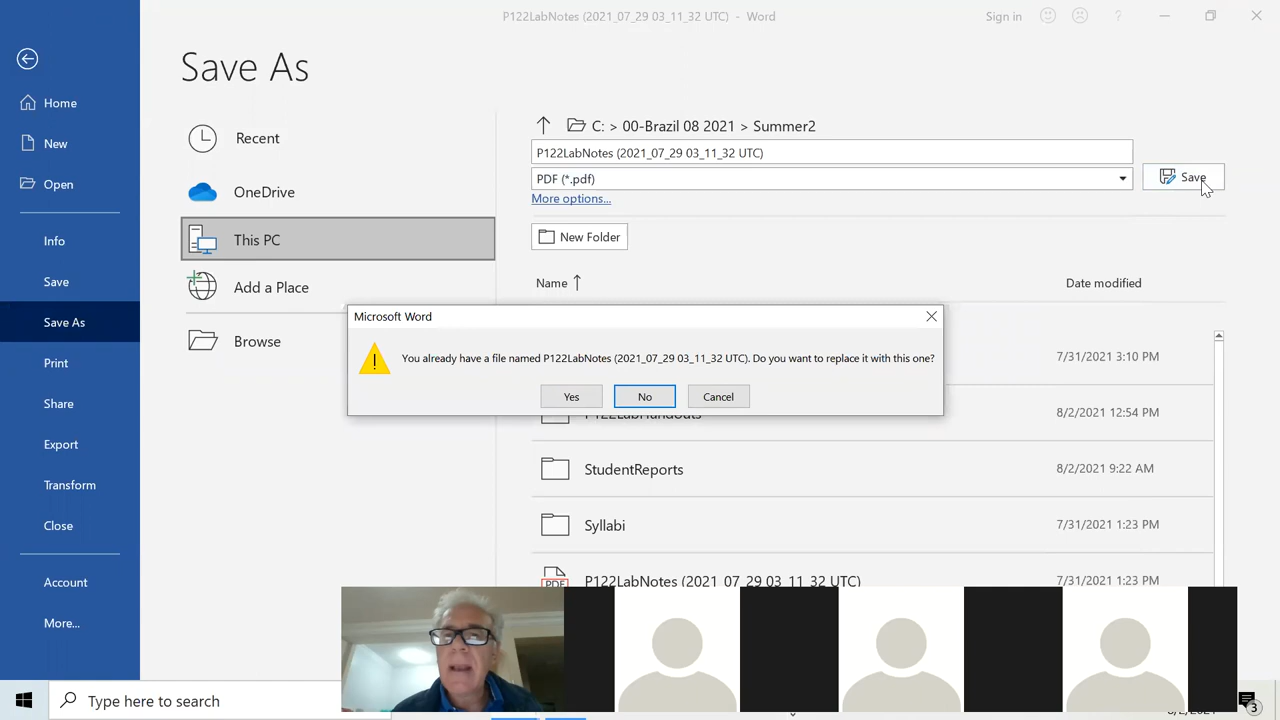 P122LabNotes (2021_07_29 03_11_32 UTC) - Word
Sign in
?
Save As
Home
New
Open
Info
Save
Save As
Print
Share
Export
Transform
Close
Account
More...
Recent
OneDrive
This PC
Add a Place
Browse
C: > 00-Brazil 08 2021 > Summer2
P122LabNotes (2021_07_29 03_11_32 UTC)
PDF (*.pdf)
Save
More options...
New Folder
Name
Date modified
7/31/2021 3:10 PM
Microsoft Word
You already have a file named P122LabNotes (2021_07_29 03_11_32 UTC). Do you want to replace it with this one?
Yes
No
Cancel
P122LabHandouts
8/2/2021 12:54 PM
StudentReports
8/2/2021 9:22 AM
Syllabi
7/31/2021 1:23 PM
PDF
P122LabNotes (2021_07_29 03_11_32 UTC)
7/31/2021 1:23 PM
Type here to search
3